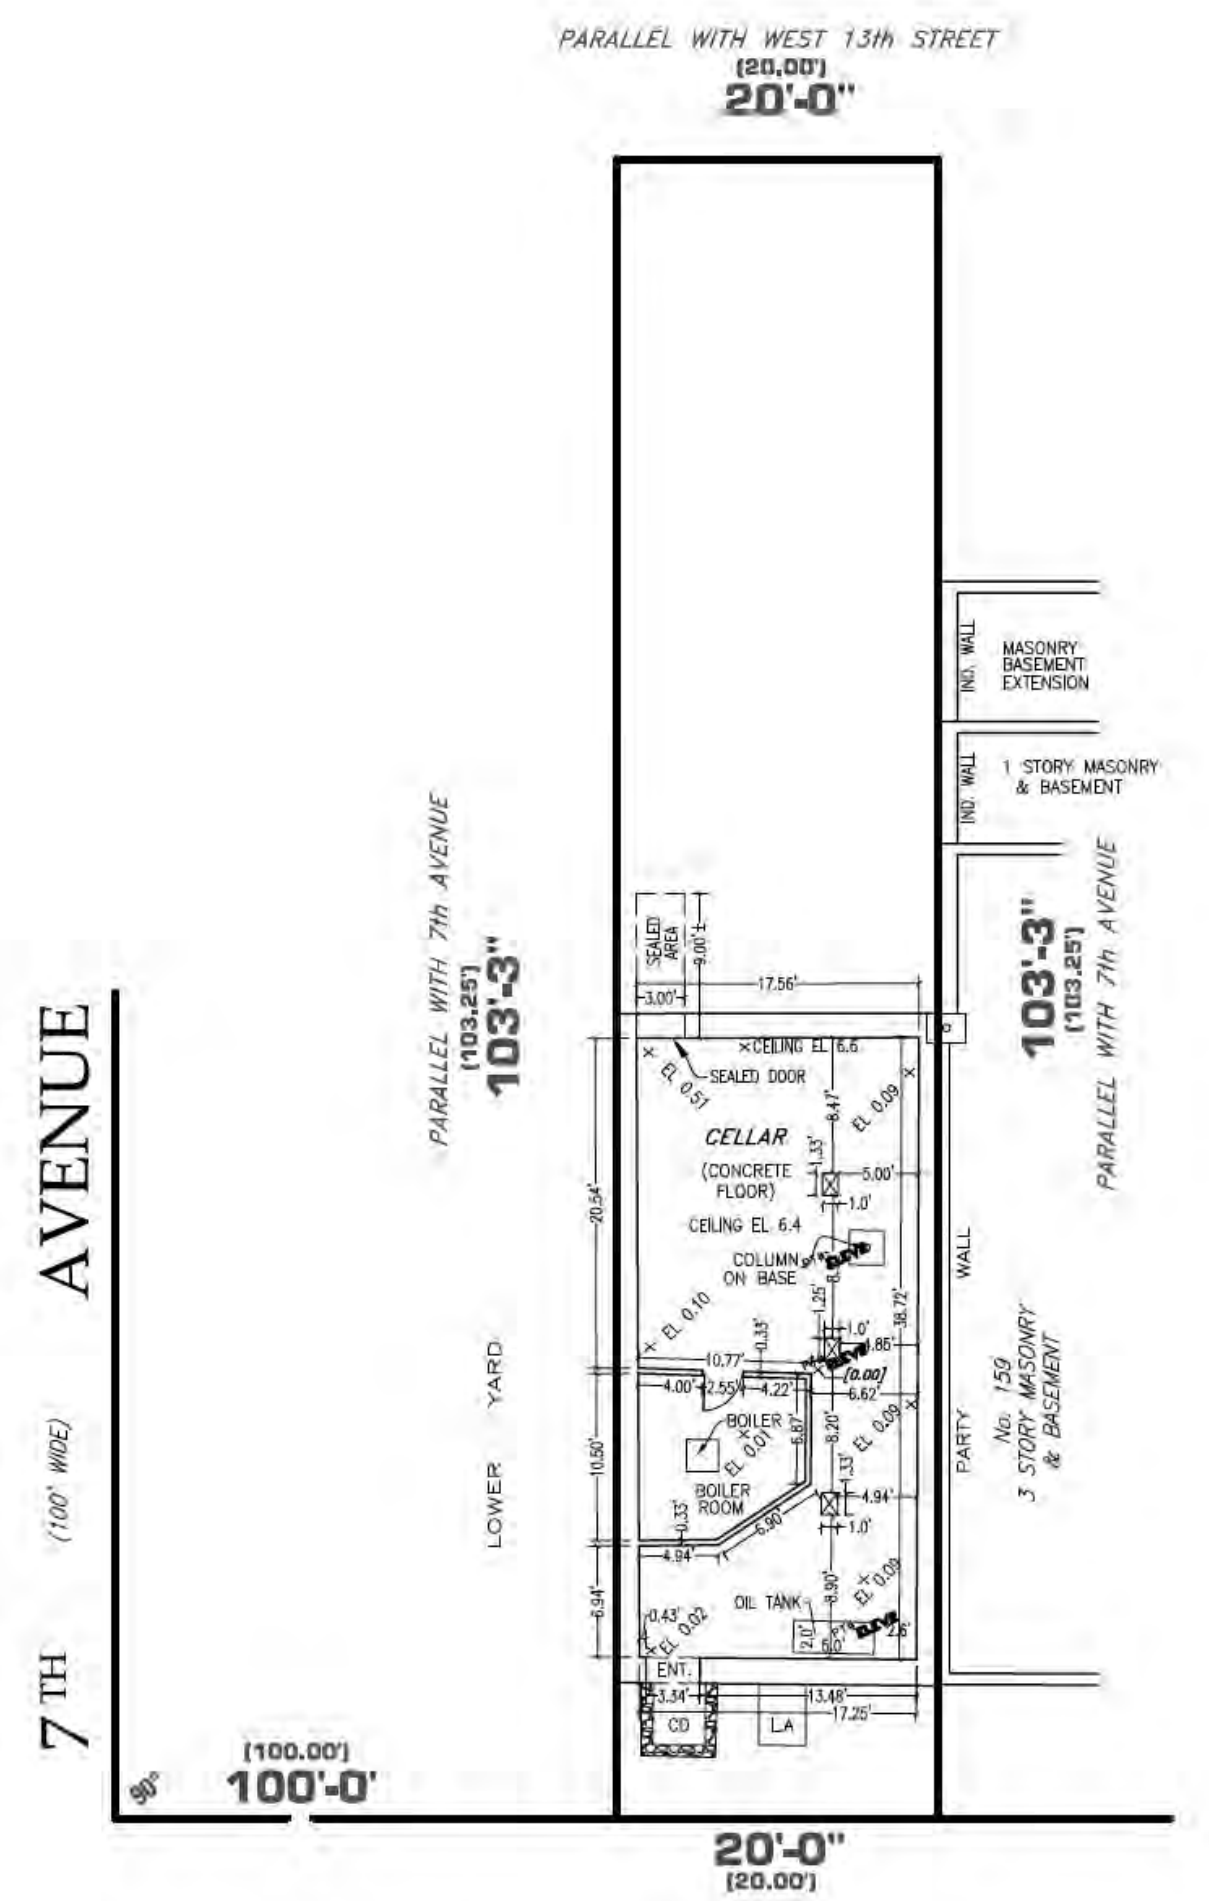 PARALLEL WITH WEST 13th STREET
(20.00')
20'-0"
IND. WALL
MASONRY
BASEMENT
EXTENSION
IND. WALL
1 STORY MASONRY
& BASEMENT
PARALLEL WITH 7th AVENUE
(103.25')
103'-3"
103'-3"
(103.25')
PARALLEL WITH 7th AVENUE
SEALED
AREA
9.00'±
17.56'
3.00'
CEILING EL 6.6
SEALED DOOR
EL 0.51
EL 0.09
8.47'
CELLAR
(CONCRETE
FLOOR)
1.33'
5.00'
1.0'
20.54'
CEILING EL 6.4
COLUMN
ON BASE
1.25'
38.72'
EL 0.10
0.33'
1.0'
4.85'
10.77'
[0.00]
4.00'
2.55'
4.22'
6.62'
BOILER
EL 0.01
6.87'
8.20'
EL 0.09
10.50'
BOILER
ROOM
1.33'
4.94'
1.0'
0.33'
6.90'
4.94'
6.94'
8.90'
EL 0.09
OIL TANK
0.43'
EL 0.02
2.0'
5.0'
2.6'
ENT.
3.34'
13.48'
17.25'
CD
LA
LOWER YARD
PARTY WALL
No. 159
3 STORY MASONRY
& BASEMENT
7TH AVENUE
(100' WIDE)
90°
(100.00')
100'-0'
20'-0"
(20.00')